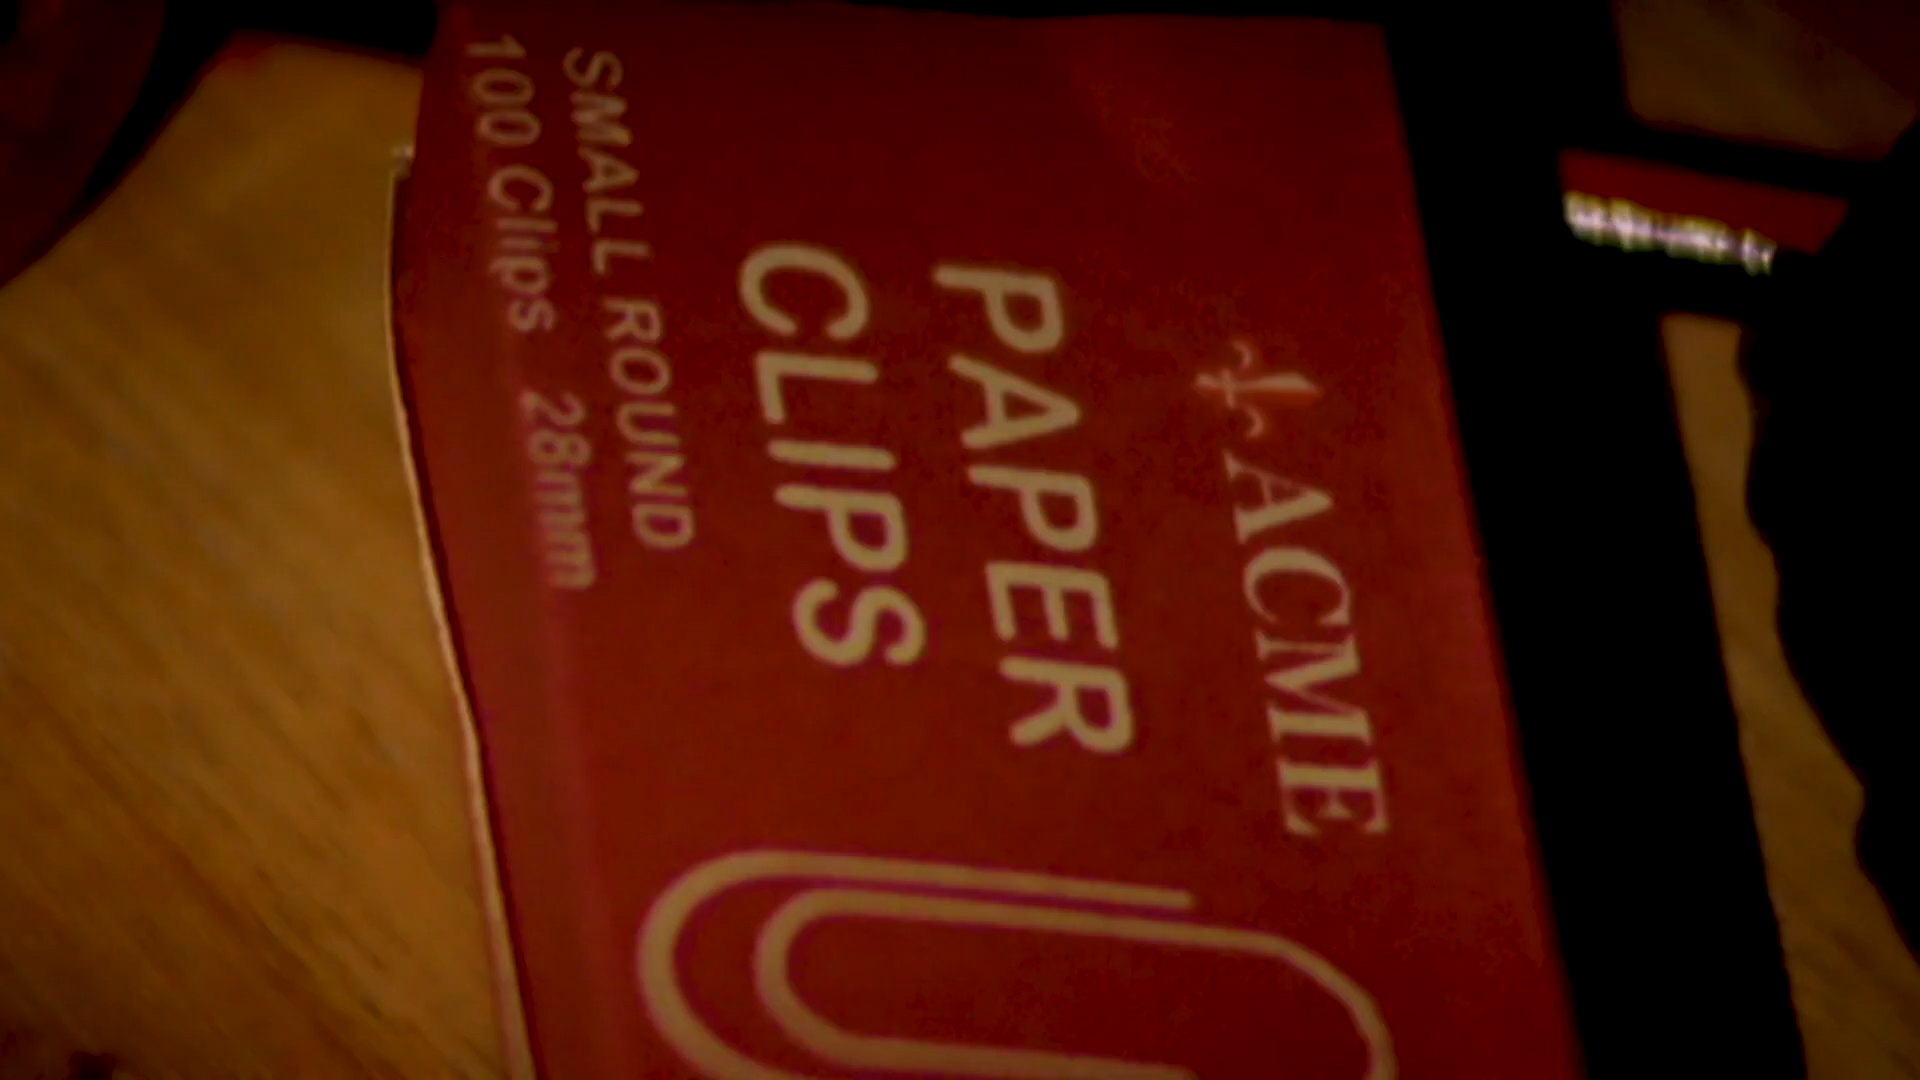 ACME
PAPER
CLIPS
SMALL ROUND
100 Clips 28mm